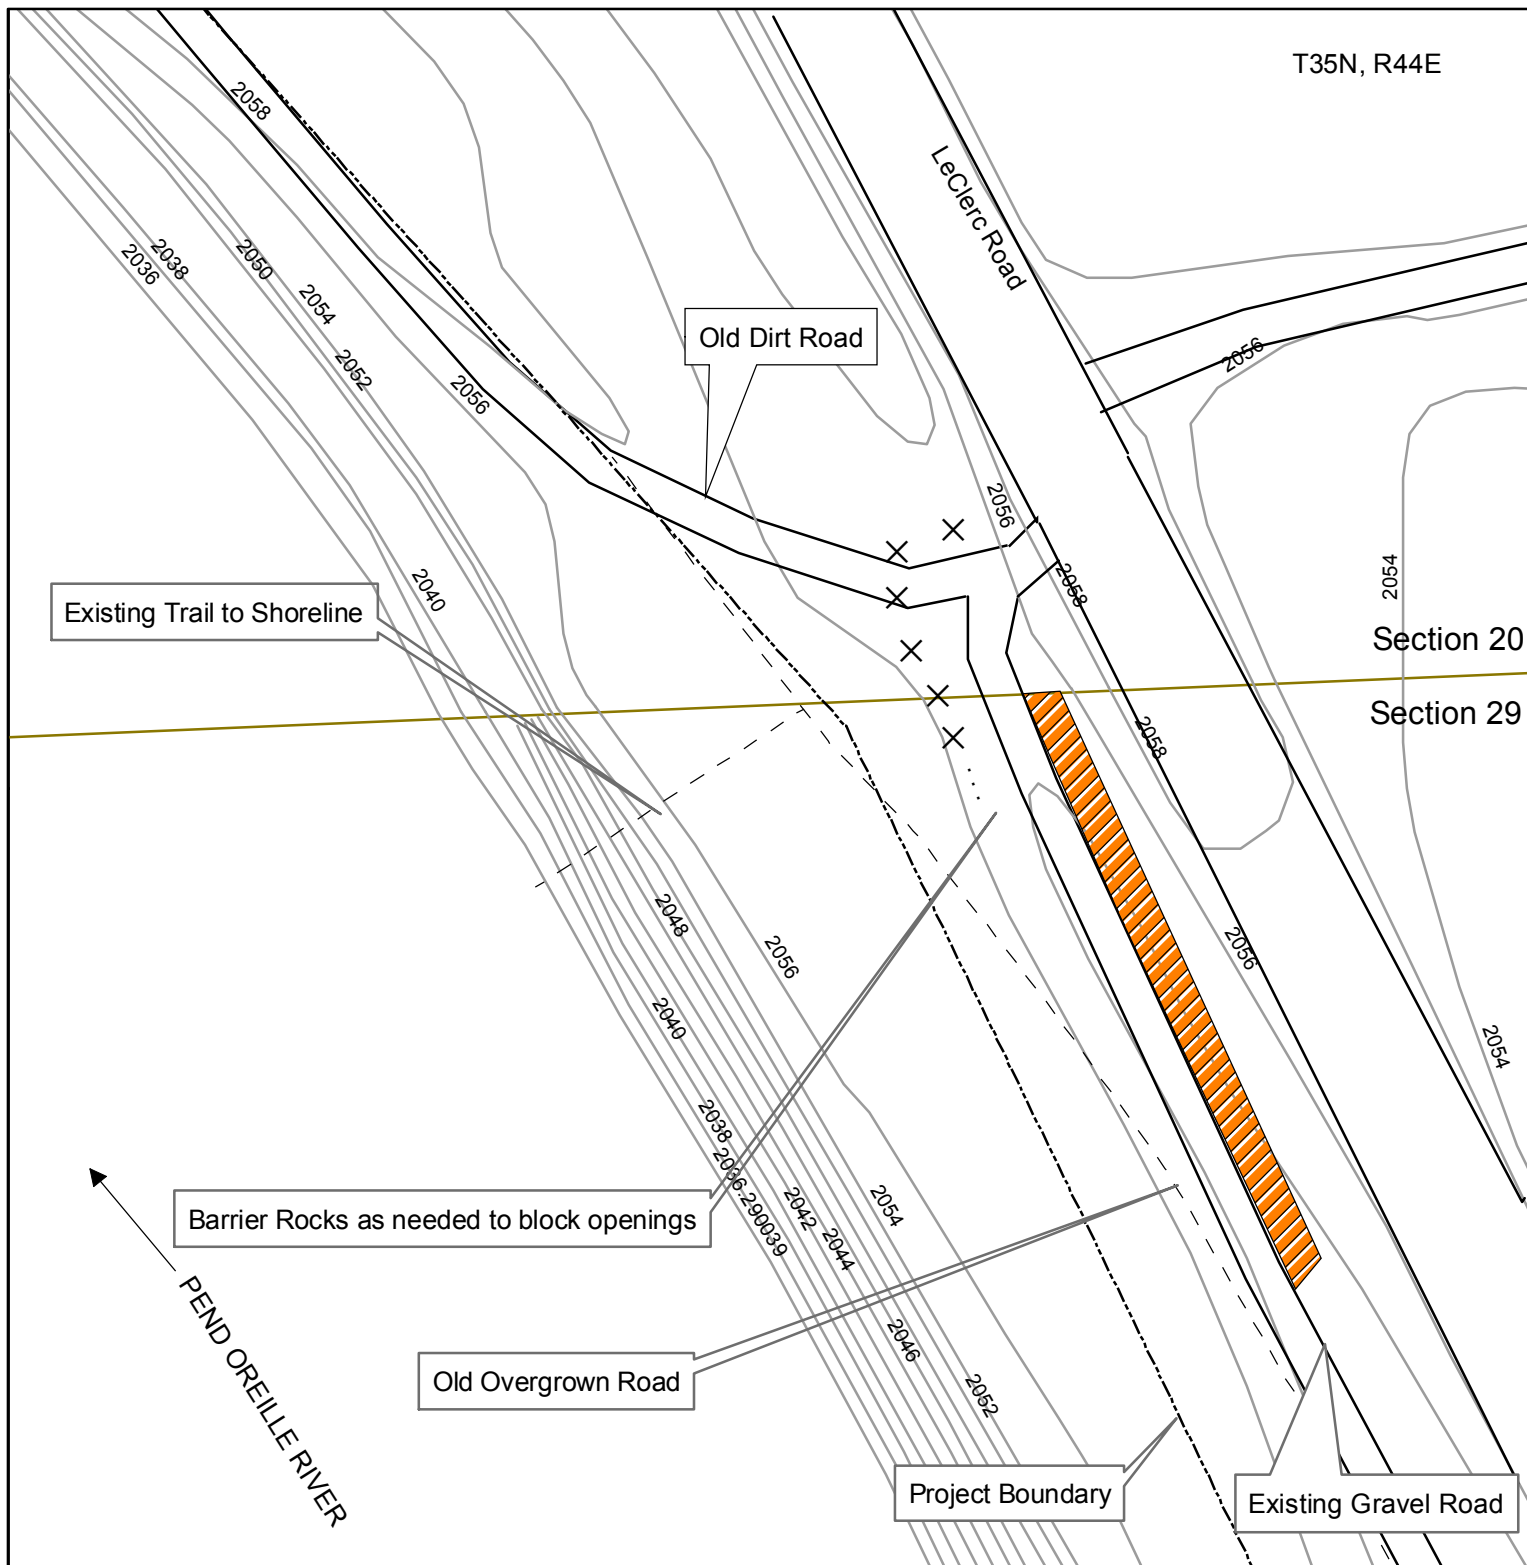 T35N, R44E
2058
LeClerc Road
2036
2038
2050
2054
2052
2056
Old Dirt Road
2056
2056
2058
2054
2040
Existing Trail to Shoreline
Section 20
Section 29
2058
2048
2056
2056
2040
2054
2038
2036.290039
2042
2044
2054
Barrier Rocks as needed to block openings
PEND OREILLE RIVER
2046
2052
Old Overgrown Road
Project Boundary
Existing Gravel Road